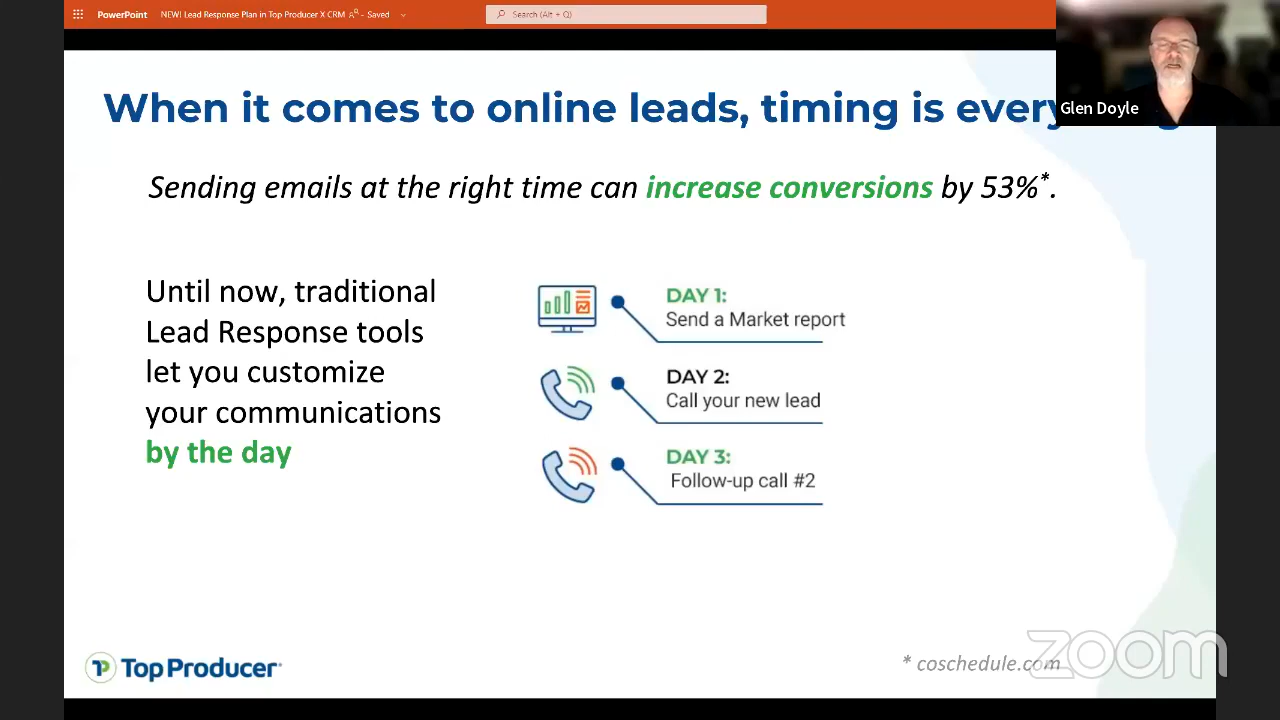 PowerPoint NEW! Lead Response Plan in Top Producer X CRM - Saved
Search (Alt + Q)
Glen Doyle
When it comes to online leads, timing is every
Sending emails at the right time can increase conversions by 53%*.
Until now, traditional
Lead Response tools
let you customize
your communications
by the day
DAY 1:
Send a Market report
DAY 2:
Call your new lead
DAY 3:
Follow-up call #2
Top Producer
* coschedule.com
zoom